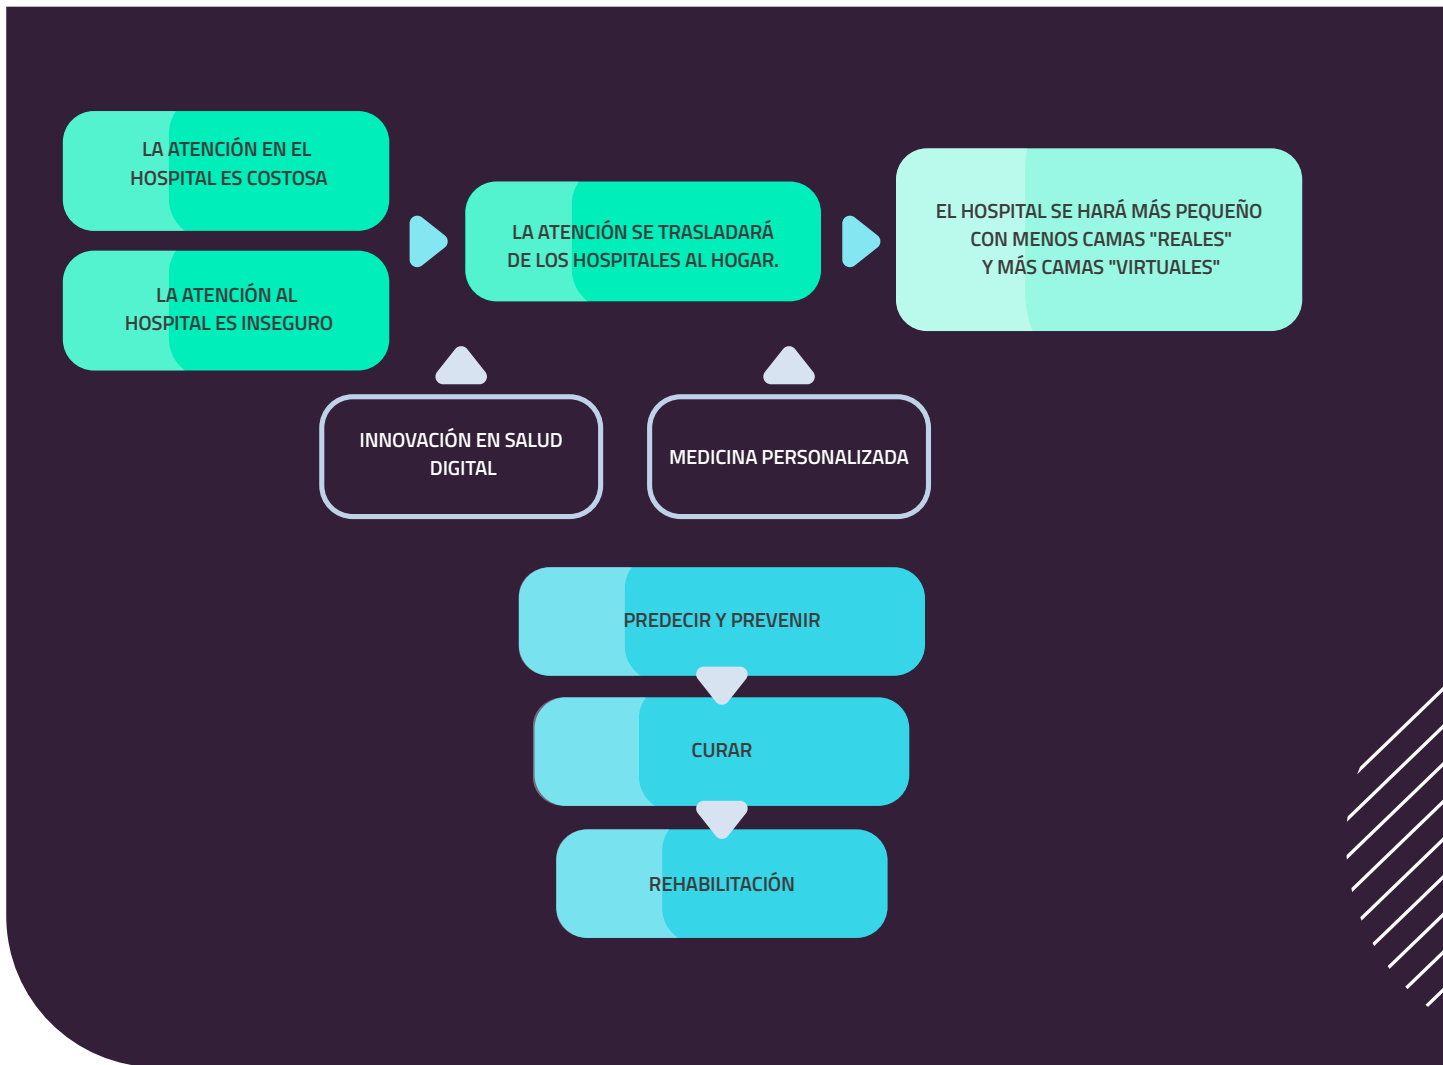 LA ATENCIÓN EN EL
HOSPITAL ES COSTOSA
LA ATENCIÓN AL
HOSPITAL ES INSEGURO
LA ATENCIÓN SE TRASLADARÁ
DE LOS HOSPITALES AL HOGAR.
EL HOSPITAL SE HARÁ MÁS PEQUEÑO
CON MENOS CAMAS "REALES"
Y MÁS CAMAS "VIRTUALES"
INNOVACIÓN EN SALUD
DIGITAL
MEDICINA PERSONALIZADA
PREDECIR Y PREVENIR
CURAR
REHABILITACIÓN